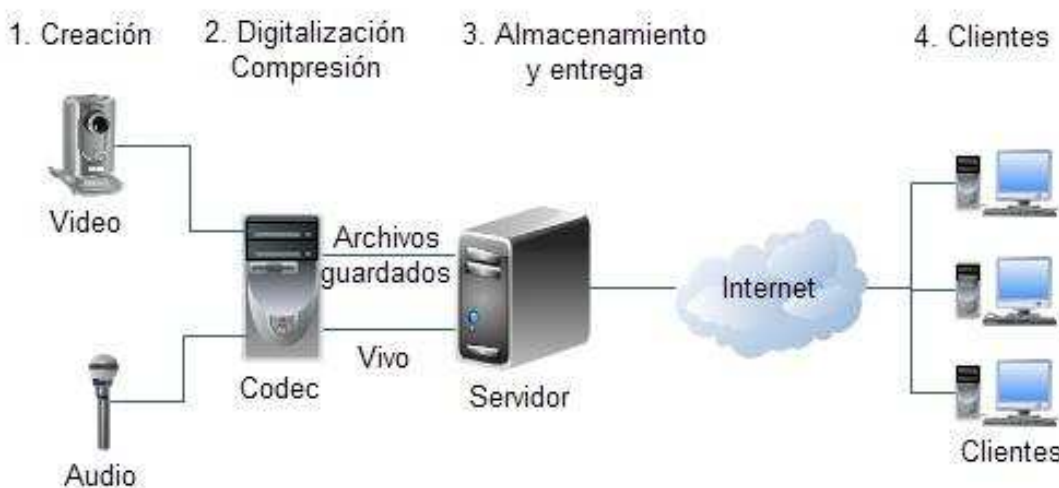 1. Creación
2. Digitalización
Compresión
3. Almacenamiento
y entrega
4. Clientes
Video
Audio
Codec
Archivos
guardados
Vivo
Servidor
Internet
Clientes